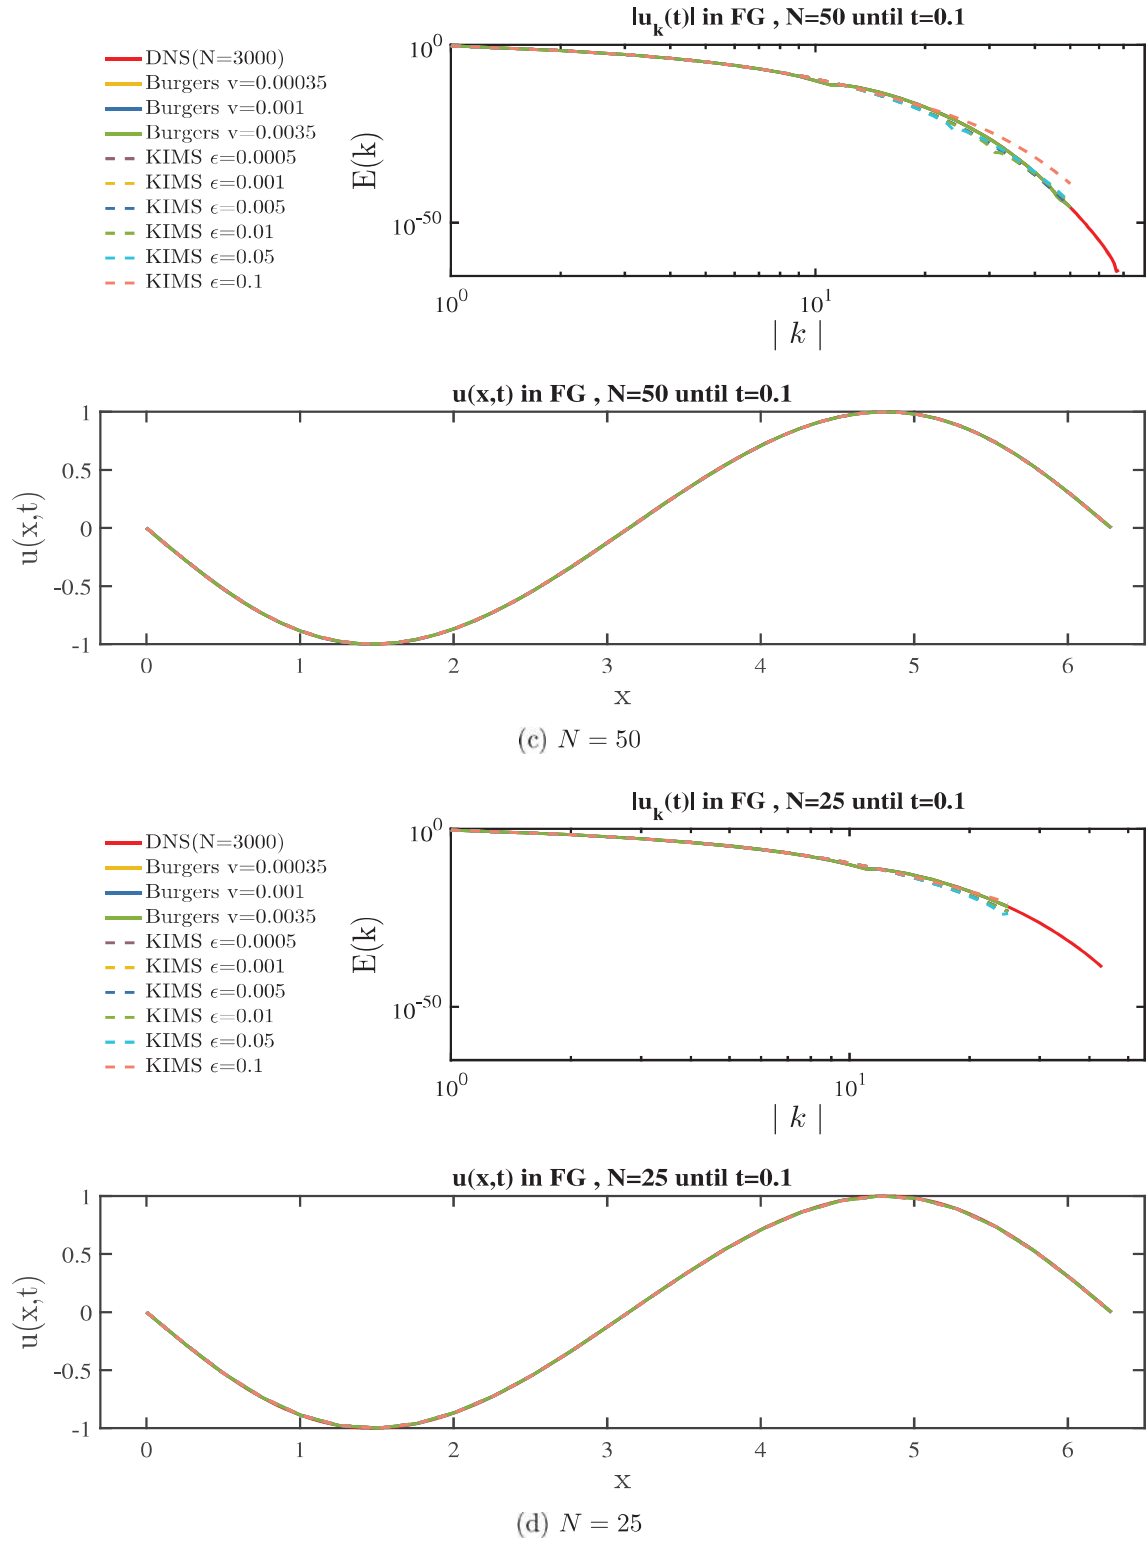 |u_k(t)| in FG , N=50 until t=0.1
DNS(N=3000)
Burgers v=0.00035
Burgers v=0.001
Burgers v=0.0035
KIMS ϵ=0.0005
KIMS ϵ=0.001
KIMS ϵ=0.005
KIMS ϵ=0.01
KIMS ϵ=0.05
KIMS ϵ=0.1
E(k)
10^0
10^-50
10^0 10^1
| k |
u(x,t) in FG , N=50 until t=0.1
u(x,t)
1
0.5
0
-0.5
-1
0 1 2 3 4 5 6
x
(c) N = 50
|u_k(t)| in FG , N=25 until t=0.1
DNS(N=3000)
Burgers v=0.00035
Burgers v=0.001
Burgers v=0.0035
KIMS ϵ=0.0005
KIMS ϵ=0.001
KIMS ϵ=0.005
KIMS ϵ=0.01
KIMS ϵ=0.05
KIMS ϵ=0.1
E(k)
10^0
10^-50
10^0 10^1
| k |
u(x,t) in FG , N=25 until t=0.1
u(x,t)
1
0.5
0
-0.5
-1
0 1 2 3 4 5 6
x
(d) N = 25